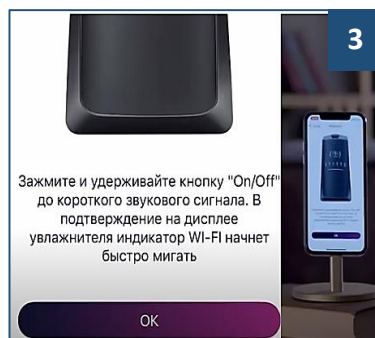 3
Зажмите и удерживайте кнопку "On/Off"
до короткого звукового сигнала. В
подтверждение на дисплее
увлажнителя индикатор WI-FI начнет
быстро мигать
ОК